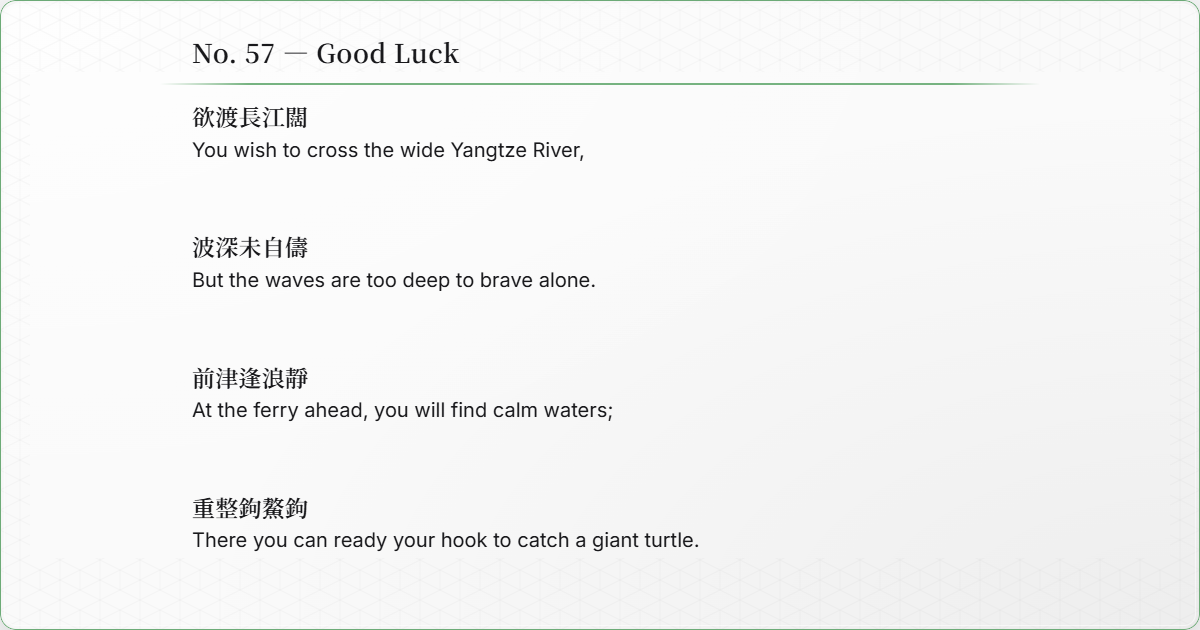 No. 57 — Good Luck
欲渡長江闊
You wish to cross the wide Yangtze River,
波深未自儔
But the waves are too deep to brave alone.
前津逢浪靜
At the ferry ahead, you will find calm waters;
重整鉤鰲鉤
There you can ready your hook to catch a giant turtle.